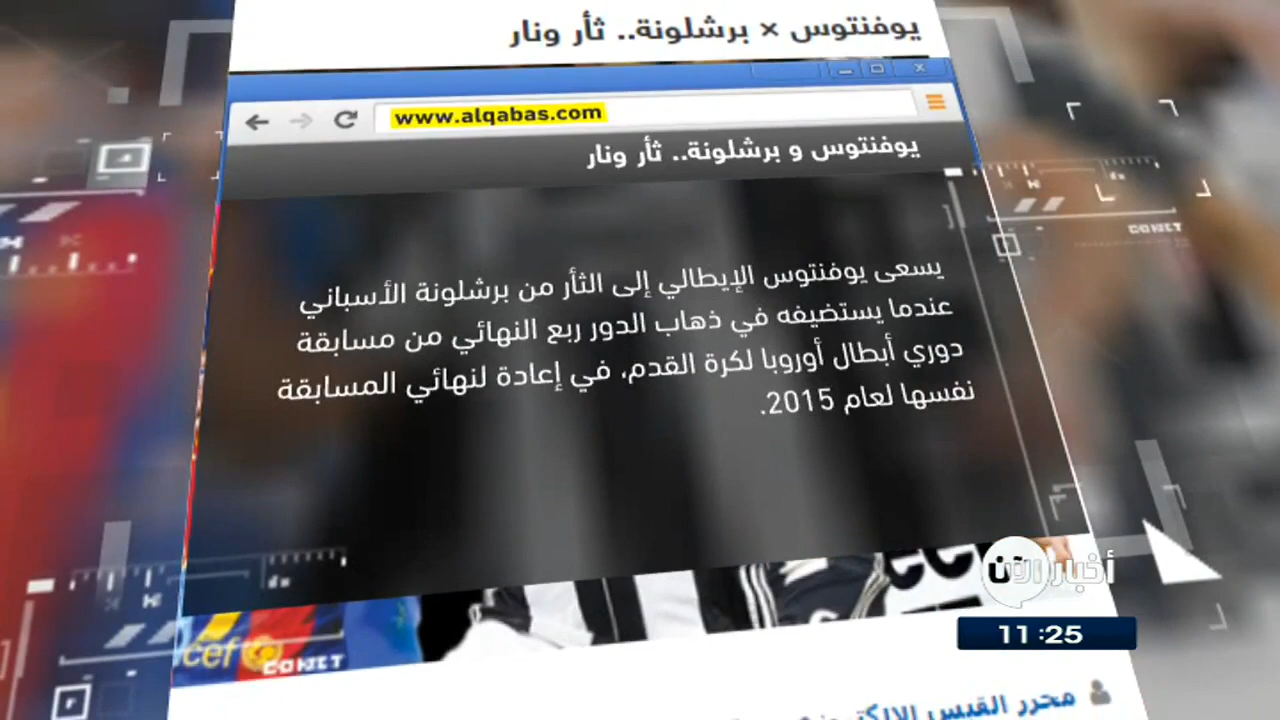 يوفنتوس × برشلونة.. ثأر ونار
www.alqabas.com
يوفنتوس و برشلونة.. ثأر ونار
يسعى يوفنتوس الإيطالي إلى الثأر من برشلونة الأسباني
عندما يستضيفه في ذهاب الدور ربع النهائي من مسابقة
دوري أبطال أوروبا لكرة القدم، في إعادة لنهائي المسابقة
نفسها لعام 2015.
أخبار الآن
11:25
محرر القبس الإلكتروني